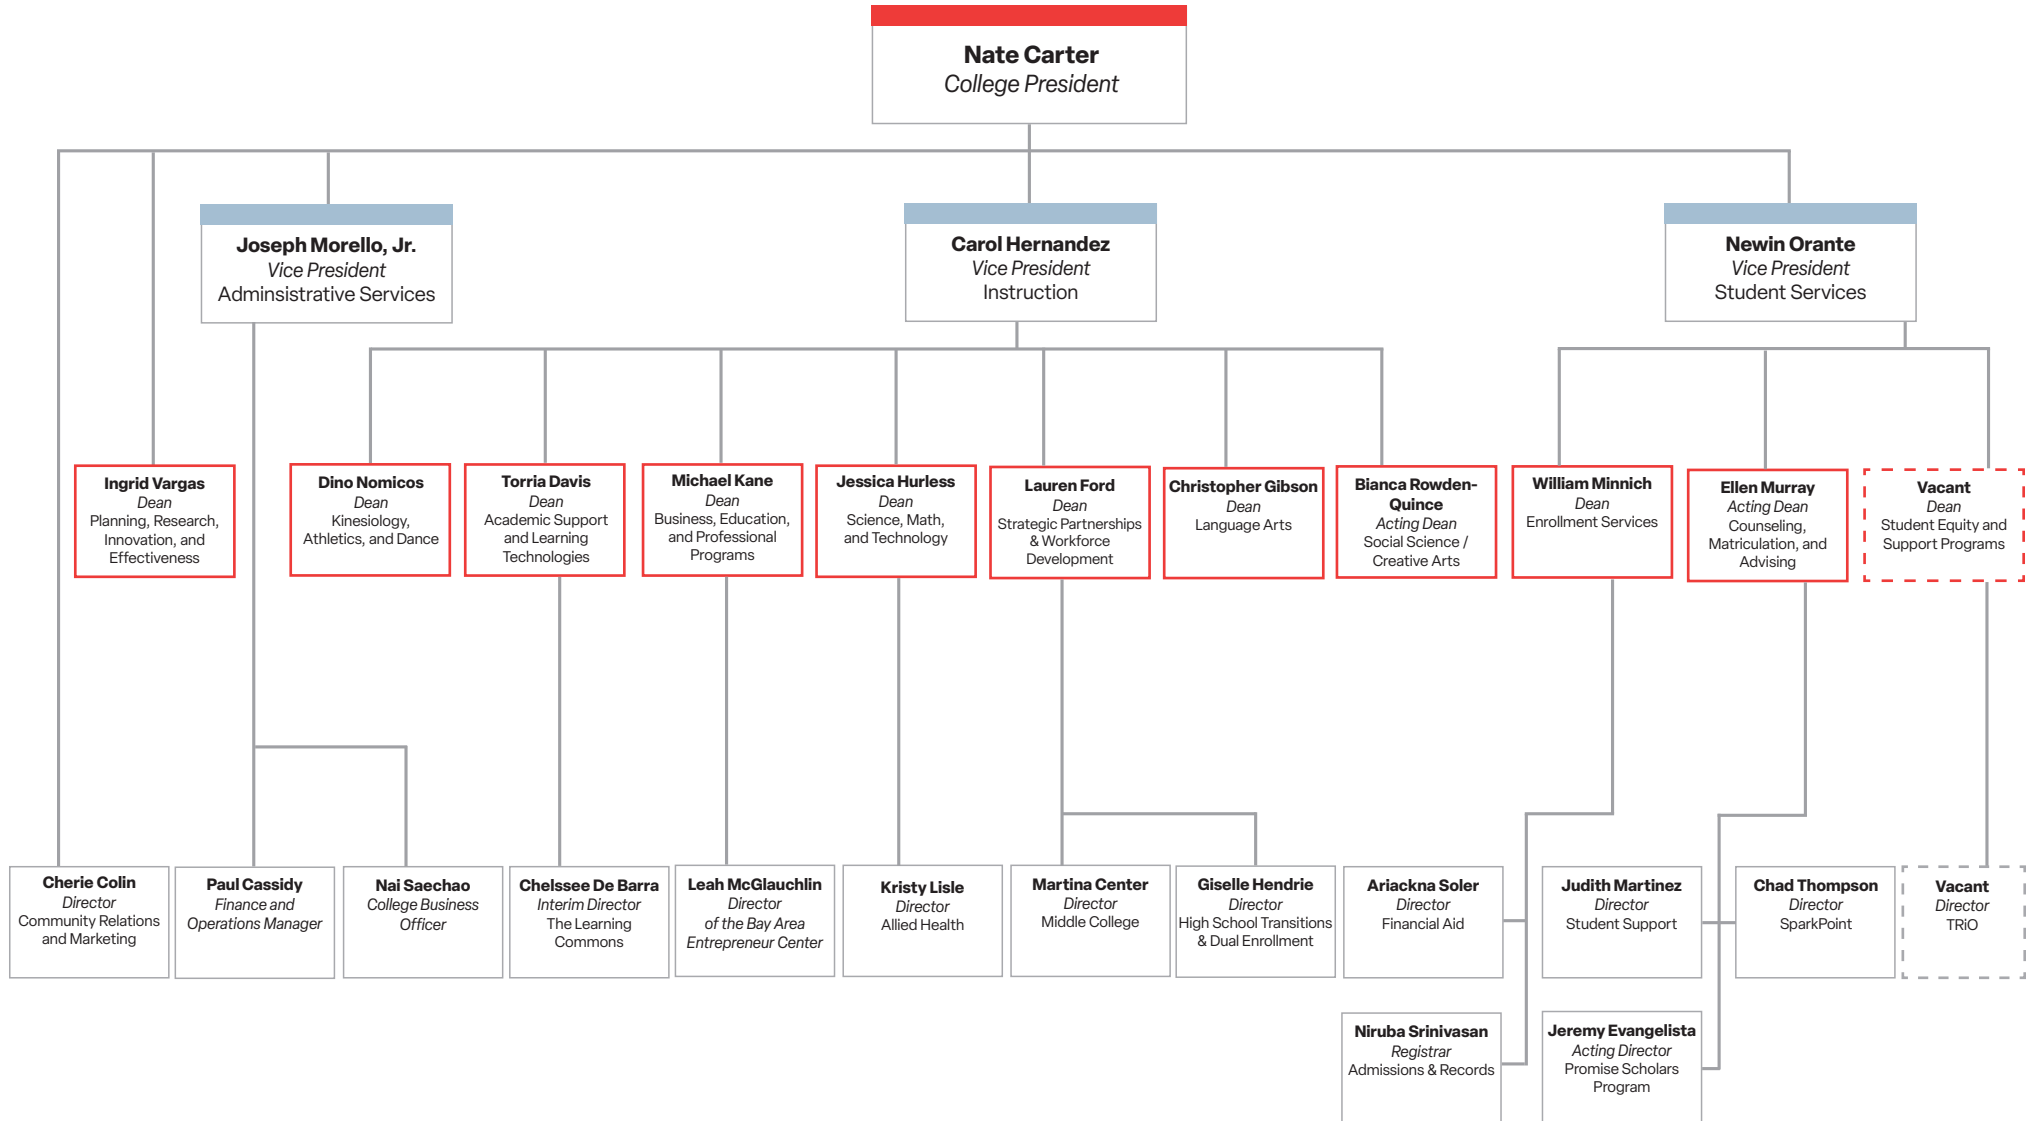 Nate Carter
College President
Joseph Morello, Jr.
Vice President
Adminsistrative Services
Carol Hernandez
Vice President
Instruction
Newin Orante
Vice President
Student Services
Ingrid Vargas
Dean
Planning, Research,
Innovation, and
Effectiveness
Dino Nomicos
Dean
Kinesiology,
Athletics, and Dance
Torria Davis
Dean
Academic Support
and Learning
Technologies
Michael Kane
Dean
Business, Education,
and Professional
Programs
Jessica Hurless
Dean
Science, Math,
and Technology
Lauren Ford
Dean
Strategic Partnerships
& Workforce
Development
Christopher Gibson
Dean
Language Arts
Bianca Rowden-
Quince
Acting Dean
Social Science /
Creative Arts
William Minnich
Dean
Enrollment Services
Ellen Murray
Acting Dean
Counseling,
Matriculation, and
Advising
Vacant
Dean
Student Equity and
Support Programs
Cherie Colin
Director
Community Relations
and Marketing
Paul Cassidy
Finance and
Operations Manager
Nai Saechao
College Business
Officer
Chelssee De Barra
Interim Director
The Learning
Commons
Leah McGlauchlin
Director
of the Bay Area
Entrepreneur Center
Kristy Lisle
Director
Allied Health
Martina Center
Director
Middle College
Giselle Hendrie
Director
High School Transitions
& Dual Enrollment
Ariackna Soler
Director
Financial Aid
Judith Martinez
Director
Student Support
Chad Thompson
Director
SparkPoint
Vacant
Director
TRiO
Niruba Srinivasan
Registrar
Admissions & Records
Jeremy Evangelista
Acting Director
Promise Scholars
Program